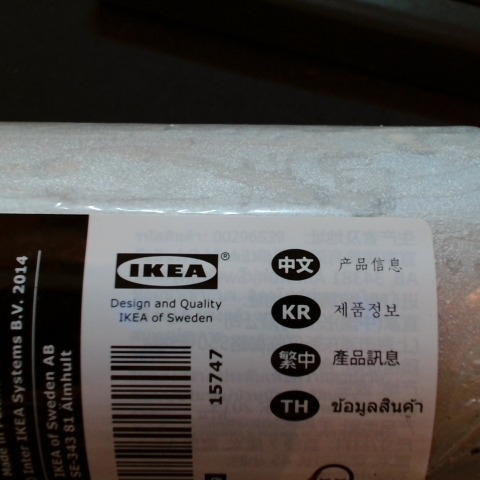 IKEA®
Design and Quality
IKEA of Sweden
15747
中文 产品信息
KR 제품정보
繁中 產品訊息
TH ข้อมูลสินค้า
Made in
Inter IKEA Systems B.V. 2014
IKEA of Sweden AB
SE-343 81 Älmhult